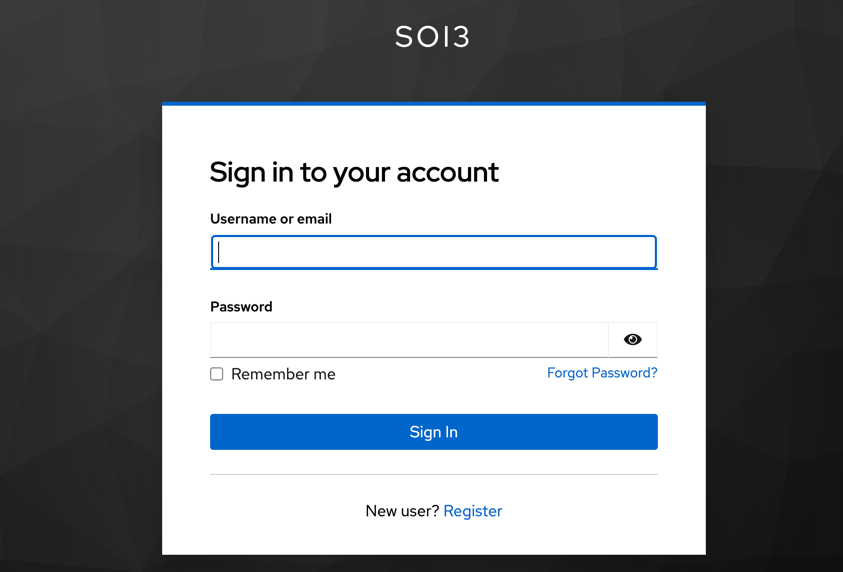 SOI3
Sign in to your account
Username or email
Password
Remember me
Forgot Password?
Sign In
New user? Register